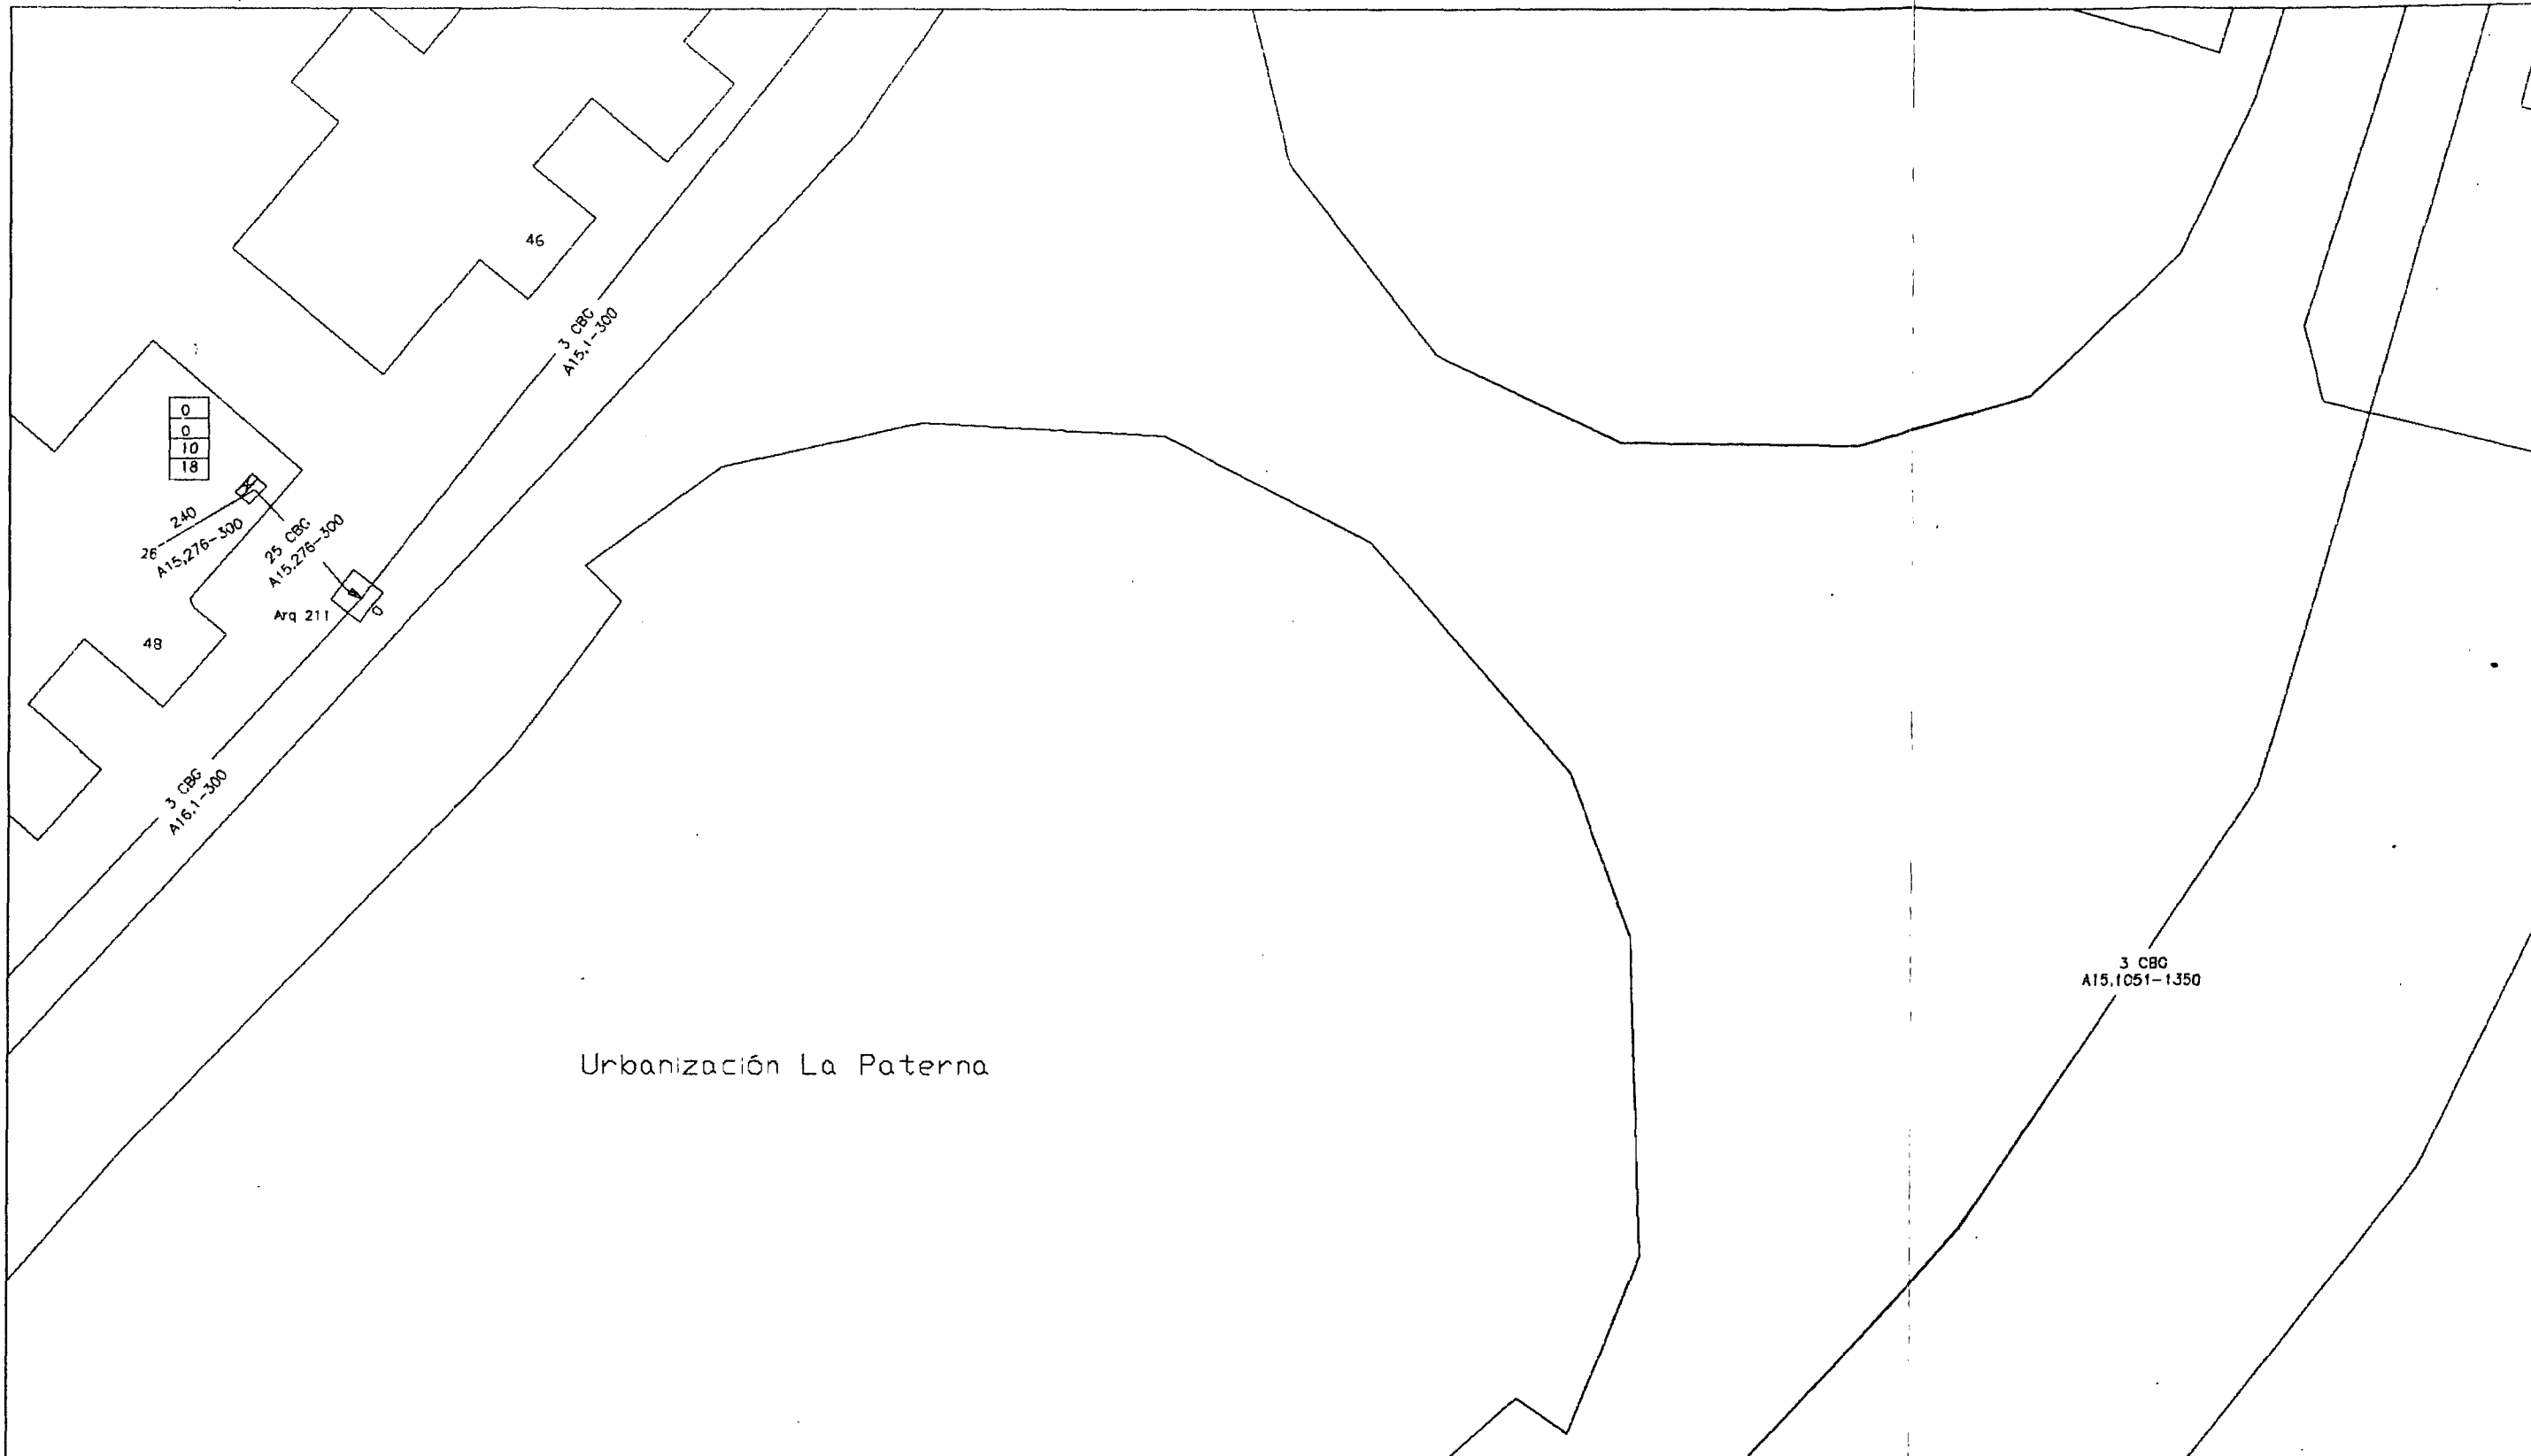 46
3 CBG
A15,1-300
0
0
10
18
240
26
A15,276-300
25 CBG
A15,276-300
Arq 211
0
48
3 CBG
A16,1-300
3 CBG
A15,1051-1350
Urbanización La Paterna